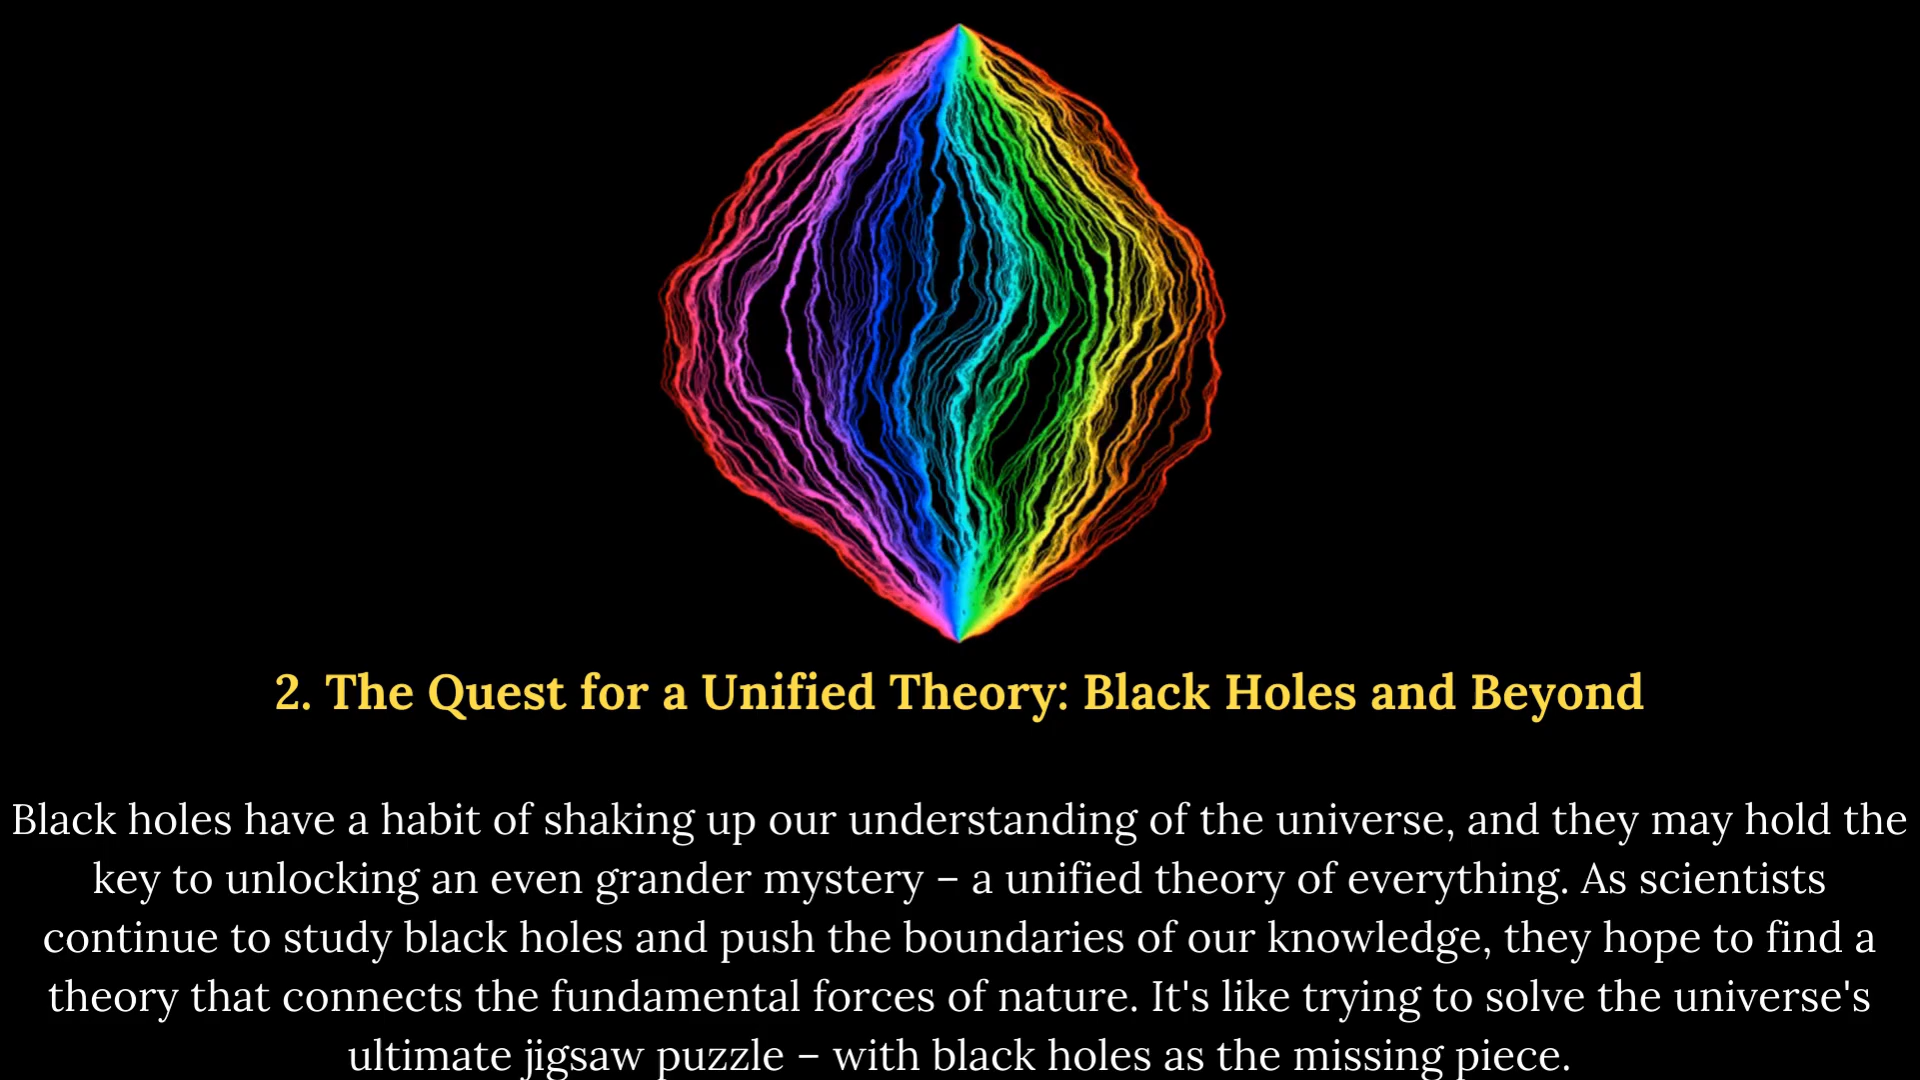 2. The Quest for a Unified Theory: Black Holes and Beyond
Black holes have a habit of shaking up our understanding of the universe, and they may hold the
key to unlocking an even grander mystery – a unified theory of everything. As scientists
continue to study black holes and push the boundaries of our knowledge, they hope to find a
theory that connects the fundamental forces of nature. It's like trying to solve the universe's
ultimate jigsaw puzzle – with black holes as the missing piece.